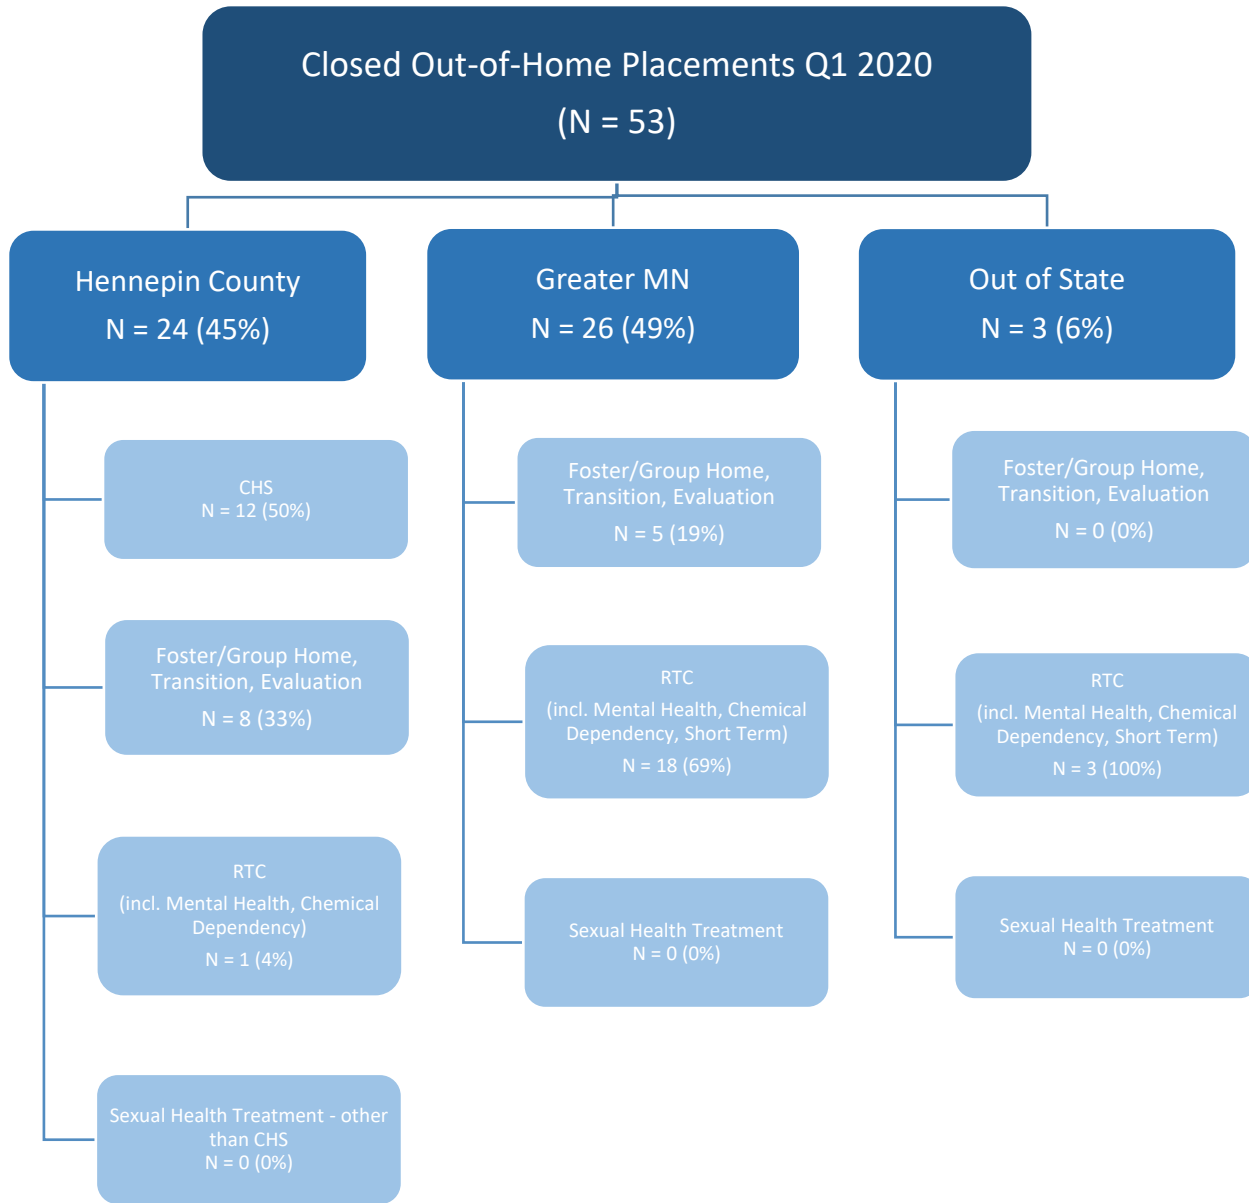 Closed Out-of-Home Placements Q1 2020
(N = 53)
Hennepin County
N = 24 (45%)
CHS
N = 12 (50%)
Foster/Group Home,
Transition, Evaluation
N = 8 (33%)
RTC
(incl. Mental Health, Chemical
Dependency)
N = 1 (4%)
Sexual Health Treatment - other
than CHS
N = 0 (0%)
Greater MN
N = 26 (49%)
Foster/Group Home,
Transition, Evaluation
N = 5 (19%)
RTC
(incl. Mental Health, Chemical
Dependency, Short Term)
N = 18 (69%)
Sexual Health Treatment
N = 0 (0%)
Out of State
N = 3 (6%)
Foster/Group Home,
Transition, Evaluation
N = 0 (0%)
RTC
(incl. Mental Health, Chemical
Dependency, Short Term)
N = 3 (100%)
Sexual Health Treatment
N = 0 (0%)